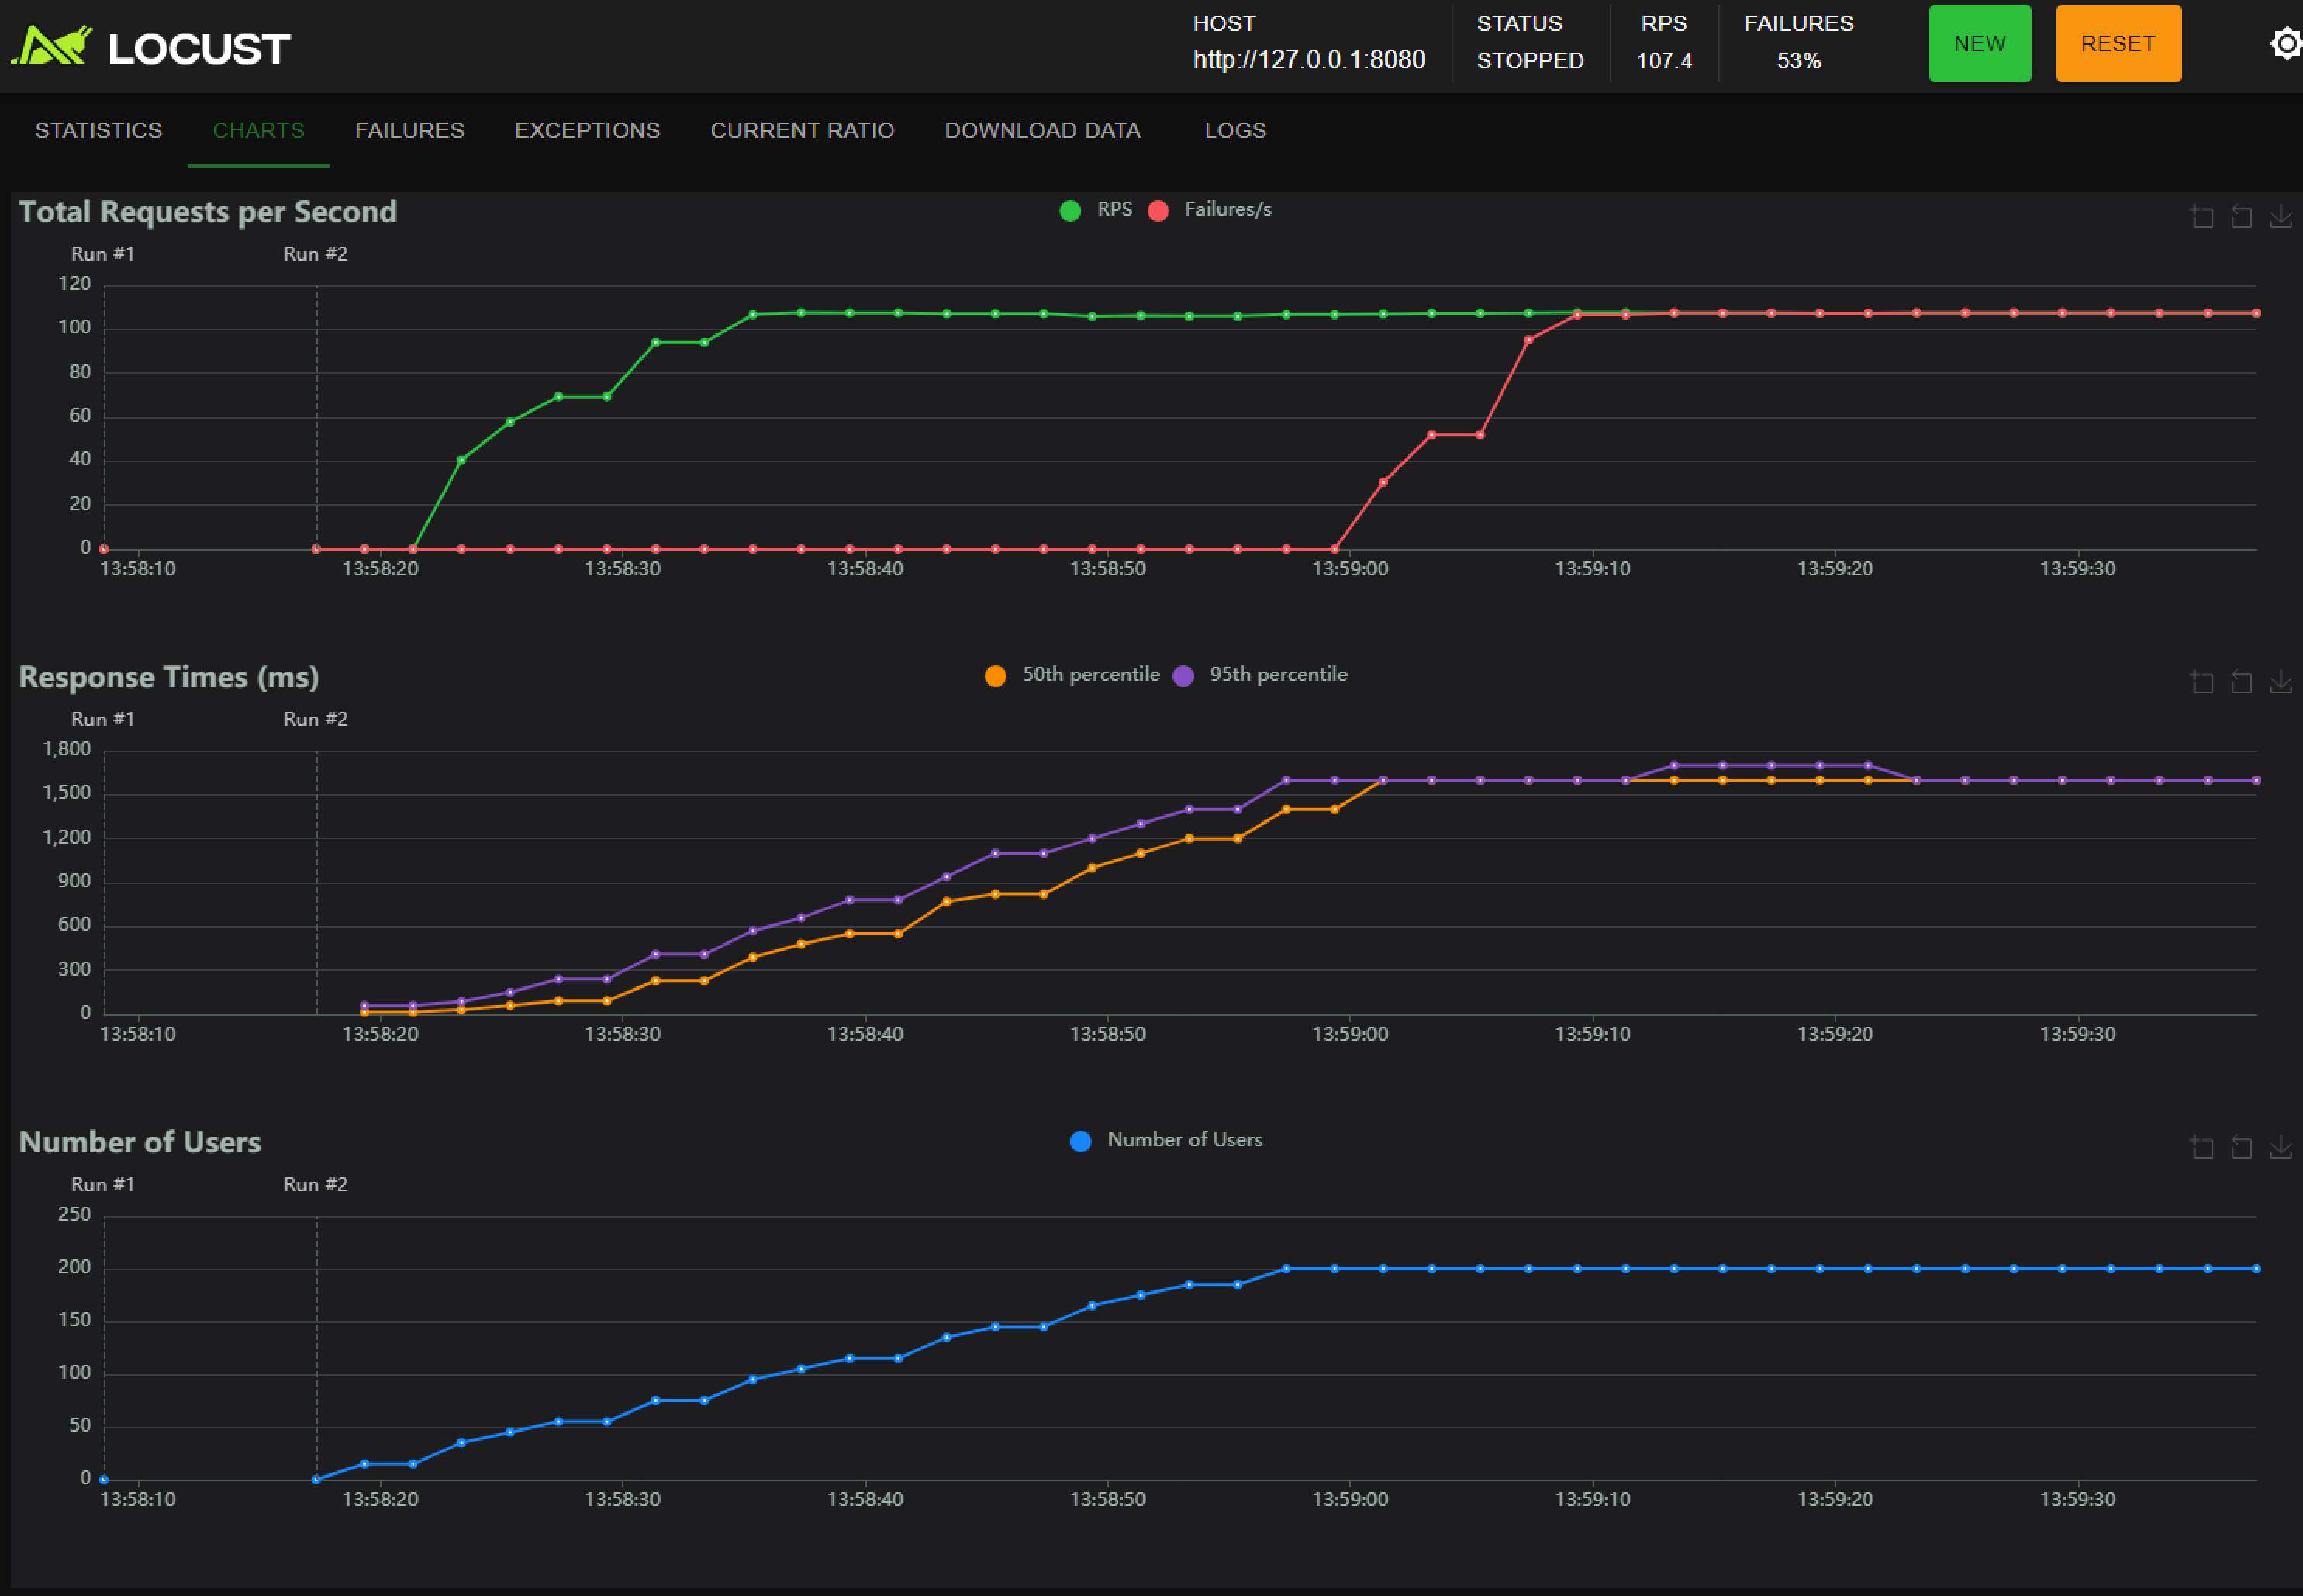 LOCUST
HOST
http://127.0.0.1:8080
STATUS
STOPPED
RPS
107.4
FAILURES
53%
NEW
RESET
STATISTICS CHARTS FAILURES EXCEPTIONS CURRENT RATIO DOWNLOAD DATA LOGS
Total Requests per Second
RPS Failures/s
Run #1 Run #2
120
100
80
60
40
20
0
13:58:10 13:58:20 13:58:30 13:58:40 13:58:50 13:59:00 13:59:10 13:59:20 13:59:30
Response Times (ms)
50th percentile 95th percentile
Run #1 Run #2
1,800
1,500
1,200
900
600
300
0
13:58:10 13:58:20 13:58:30 13:58:40 13:58:50 13:59:00 13:59:10 13:59:20 13:59:30
Number of Users
Number of Users
Run #1 Run #2
250
200
150
100
50
0
13:58:10 13:58:20 13:58:30 13:58:40 13:58:50 13:59:00 13:59:10 13:59:20 13:59:30